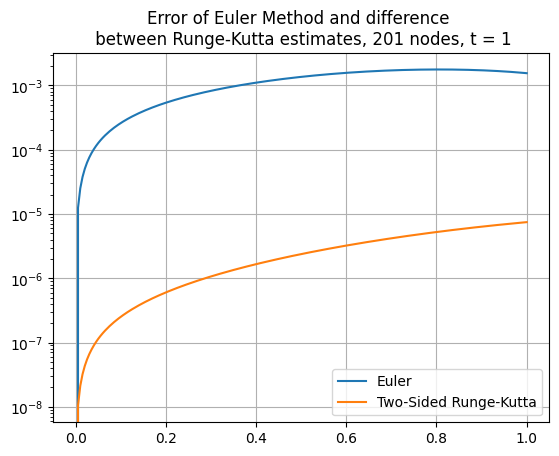 Error of Euler Method and difference
between Runge-Kutta estimates, 201 nodes, t = 1
10⁻³
10⁻⁴
10⁻⁵
10⁻⁶
10⁻⁷
10⁻⁸
Euler
Two-Sided Runge-Kutta
0.0 0.2 0.4 0.6 0.8 1.0